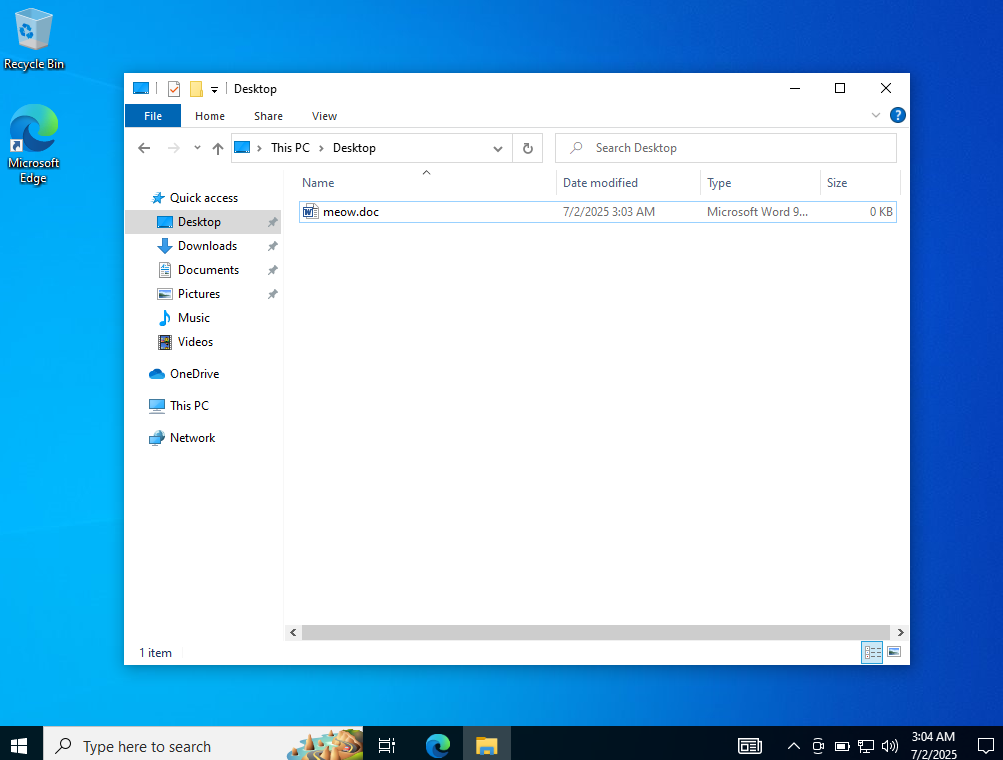 Recycle Bin
Microsoft
Edge
Desktop
File Home Share View
This PC Desktop
Search Desktop
Name Date modified Type Size
meow.doc 7/2/2025 3:03 AM Microsoft Word 9... 0 KB
Quick access
Desktop
Downloads
Documents
Pictures
Music
Videos
OneDrive
This PC
Network
1 item
Type here to search
3:04 AM
7/2/2025